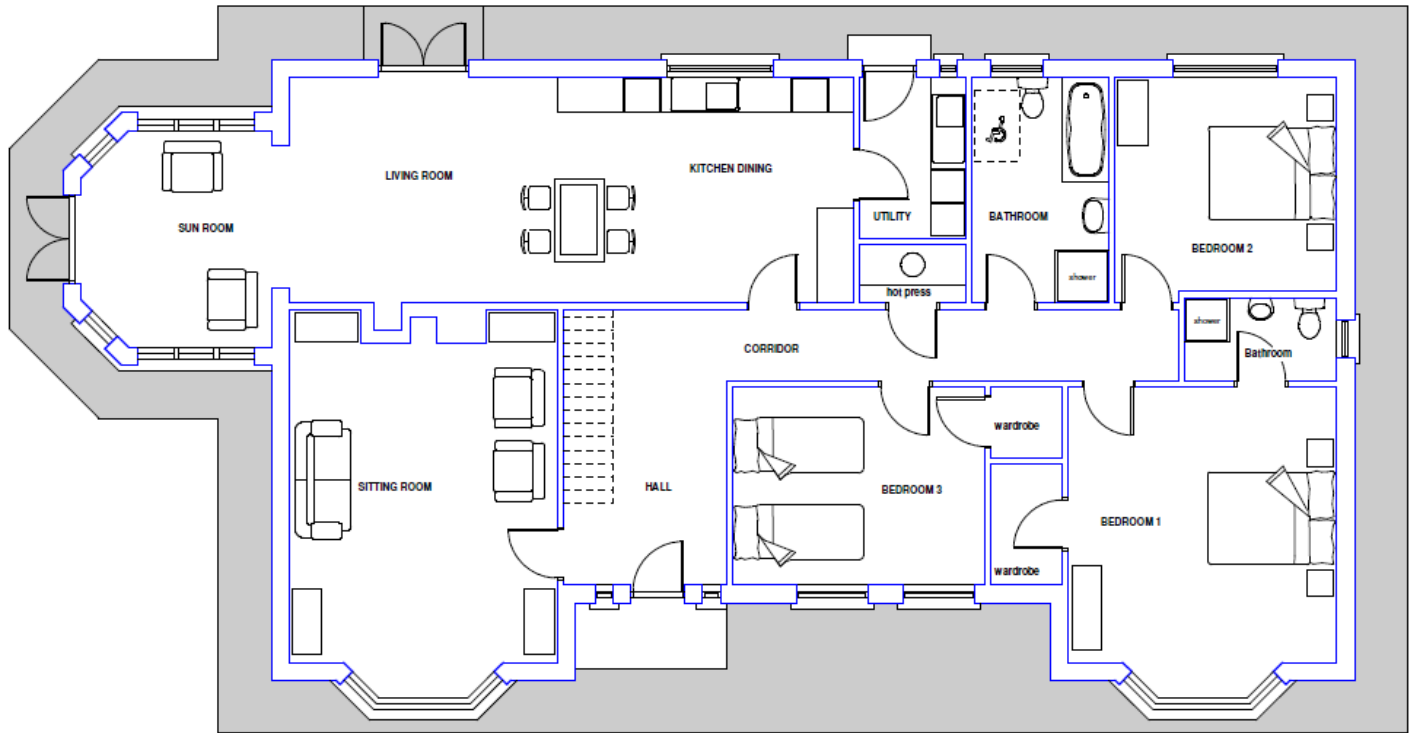 LIVING ROOM
KITCHEN DINING
SUN ROOM
UTILITY
BATHROOM
BEDROOM 2
shower
hot press
shower
Bathroom
CORRIDOR
wardrobe
SITTING ROOM
HALL
BEDROOM 3
BEDROOM 1
wardrobe